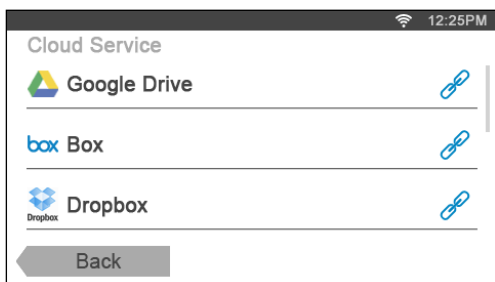 12:25PM
Cloud Service
Google Drive
box Box
Dropbox Dropbox
Back